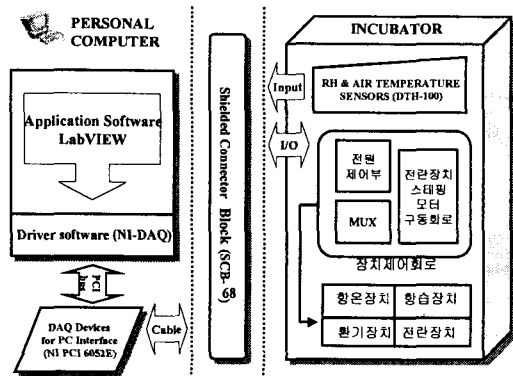 PERSONAL
COMPUTER
Application Software
LabVIEW
Driver software (NI-DAQ)
PCI
bus
DAQ Devices
for PC Interface
(NI PCI 6052E)
Cable
Shielded Connector Block (SCB-68)
INCUBATOR
Input
RH & AIR TEMPERATURE
SENSORS (DTH-100)
I/O
전원
제어부
MUX
전란장치
스테핑
모터
구동회로
장치제어회로
항온장치
항습장치
환기장치
전란장치